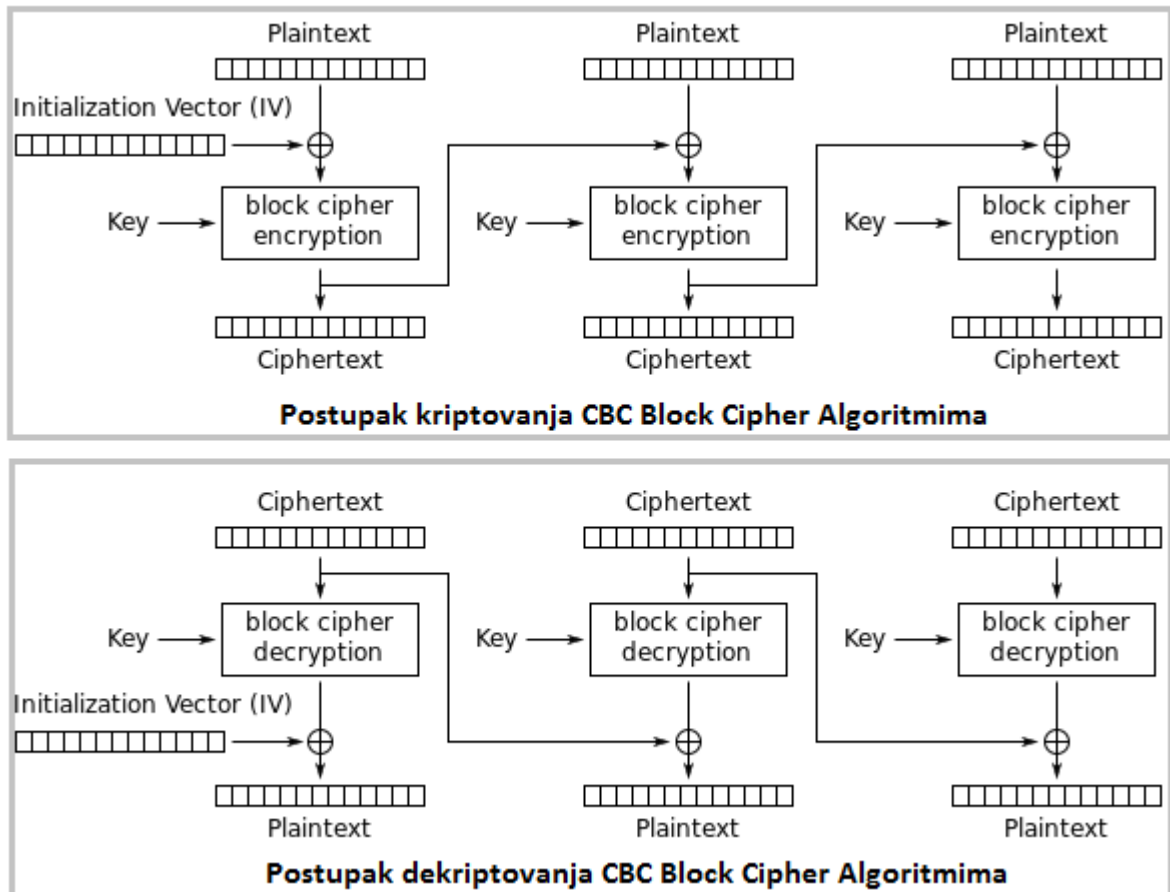 Plaintext Plaintext Plaintext
Initialization Vector (IV)
Key block cipher encryption Key block cipher encryption Key block cipher encryption
Ciphertext Ciphertext Ciphertext
Postupak kriptovanja CBC Block Cipher Algoritmima
Ciphertext Ciphertext Ciphertext
Key block cipher decryption Key block cipher decryption Key block cipher decryption
Initialization Vector (IV)
Plaintext Plaintext Plaintext
Postupak dekriptovanja CBC Block Cipher Algoritmima